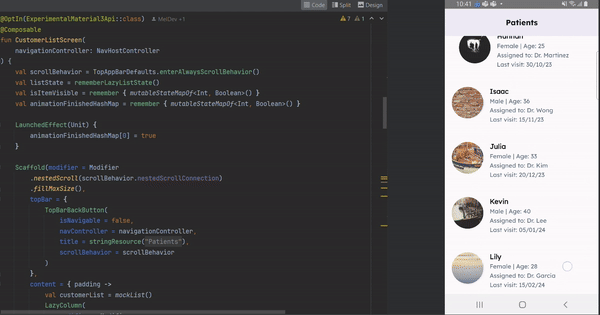 Code Split Design
@OptIn(ExperimentalMaterial3Api::class) MelDev +1
7 1
@Composable
fun CustomerListScreen(
navigationController: NavHostController
) {
val scrollBehavior = TopAppBarDefaults.enterAlwaysScrollBehavior()
val listState = rememberLazyListState()
val isItemVisible = remember { mutableStateMapOf<Int, Boolean>() }
val animationFinishedHashMap = remember { mutableStateMapOf<Int, Boolean>() }
LaunchedEffect(Unit) {
animationFinishedHashMap[0] = true
}
Scaffold(modifier = Modifier
.nestedScroll(scrollBehavior.nestedScrollConnection)
.fillMaxSize(),
topBar = {
TopBarBackButton(
isNavigable = false,
navController = navigationController,
title = stringResource("Patients"),
scrollBehavior = scrollBehavior
)
},
content = { padding ->
val customerList = mockList()
LazyColumn(
10.41
Patients
Hannah
Female | Age: 25
Assigned to: Dr. Martinez
Last visit: 30/10/23
Isaac
Male | Age: 36
Assigned to: Dr. Wong
Last visit: 15/11/23
Julia
Female | Age: 33
Assigned to: Dr. Kim
Last visit: 20/12/23
Kevin
Male | Age: 40
Assigned to: Dr. Lee
Last visit: 05/01/24
Lily
Female | Age: 28
Assigned to: Dr. Garcia
Last visit: 15/02/24